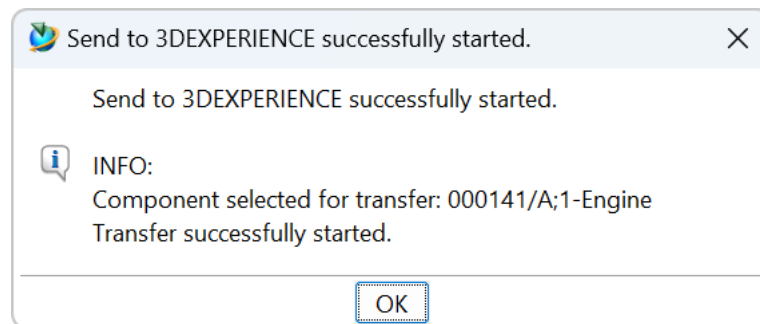 Send to 3DEXPERIENCE successfully started.
Send to 3DEXPERIENCE successfully started.
INFO:
Component selected for transfer: 000141/A;1-Engine
Transfer successfully started.
OK